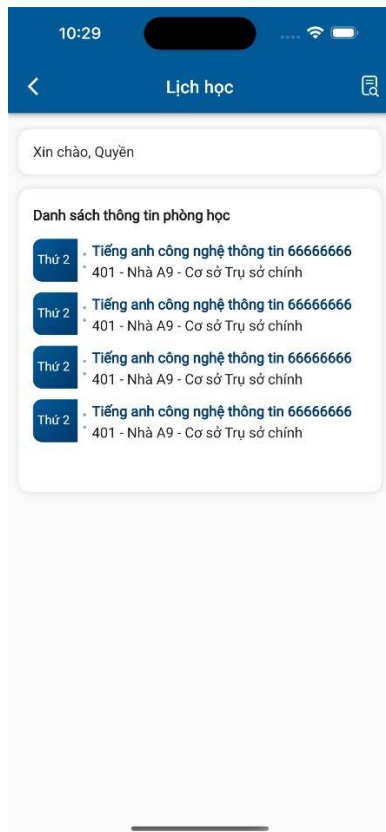 10:29
Lịch học
Xin chào, Quyền
Danh sách thông tin phòng học
Thứ 2
Tiếng anh công nghệ thông tin 66666666
401 - Nhà A9 - Cơ sở Trụ sở chính
Thứ 2
Tiếng anh công nghệ thông tin 66666666
401 - Nhà A9 - Cơ sở Trụ sở chính
Thứ 2
Tiếng anh công nghệ thông tin 66666666
401 - Nhà A9 - Cơ sở Trụ sở chính
Thứ 2
Tiếng anh công nghệ thông tin 66666666
401 - Nhà A9 - Cơ sở Trụ sở chính